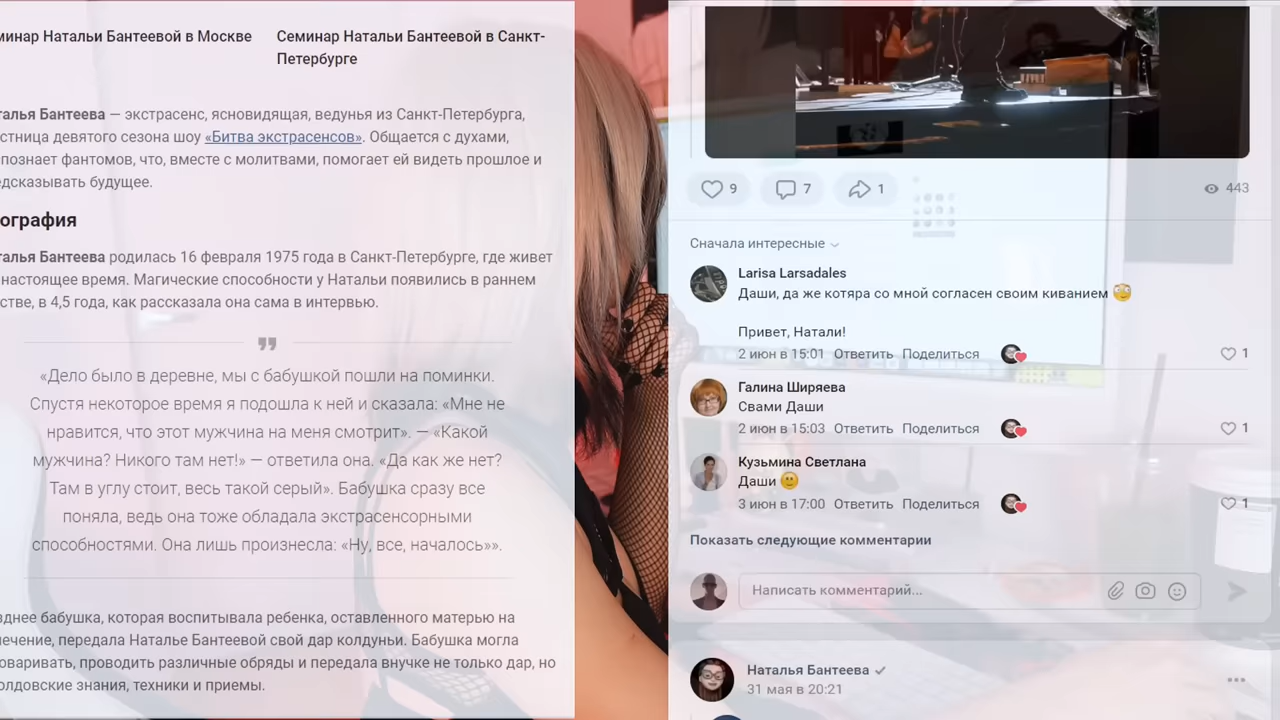 минар Натальи Бантеевой в Москве
Семинар Натальи Бантеевой в Санкт-
Петербурге
талья Бантеева — экстрасенс, ясновидящая, ведунья из Санкт-Петербурга,
стница девятого сезона шоу «Битва экстрасенсов». Общается с духами,
познает фантомов, что, вместе с молитвами, помогает ей видеть прошлое и
едсказывать будущее.
ография
талья Бантеева родилась 16 февраля 1975 года в Санкт-Петербурге, где живет
настоящее время. Магические способности у Натальи появились в раннем
стве, в 4,5 года, как рассказала она сама в интервью.
«Дело было в деревне, мы с бабушкой пошли на поминки.
Спустя некоторое время я подошла к ней и сказала: «Мне не
нравится, что этот мужчина на меня смотрит». — «Какой
мужчина? Никого там нет!» — ответила она. «Да как же нет?
Там в углу стоит, весь такой серый». Бабушка сразу все
поняла, ведь она тоже обладала экстрасенсорными
способностями. Она лишь произнесла: «Ну, все, началось»».
зднее бабушка, которая воспитывала ребенка, оставленного матерью на
ечение, передала Наталье Бантеевой свой дар колдуньи. Бабушка могла
оваривать, проводить различные обряды и передала внучке не только дар, но
олдовские знания, техники и приемы.
9 7 1 443
Сначала интересные
Larisa Larsadales
Даши, да же котяра со мной согласен своим киванием
Привет, Натали!
2 июн в 15:01 Ответить Поделиться 1
Галина Ширяева
Свами Даши
2 июн в 15:03 Ответить Поделиться 1
Кузьмина Светлана
Даши
3 июн в 17:00 Ответить Поделиться 1
Показать следующие комментарии
Написать комментарий...
Наталья Бантеева
31 мая в 20:21